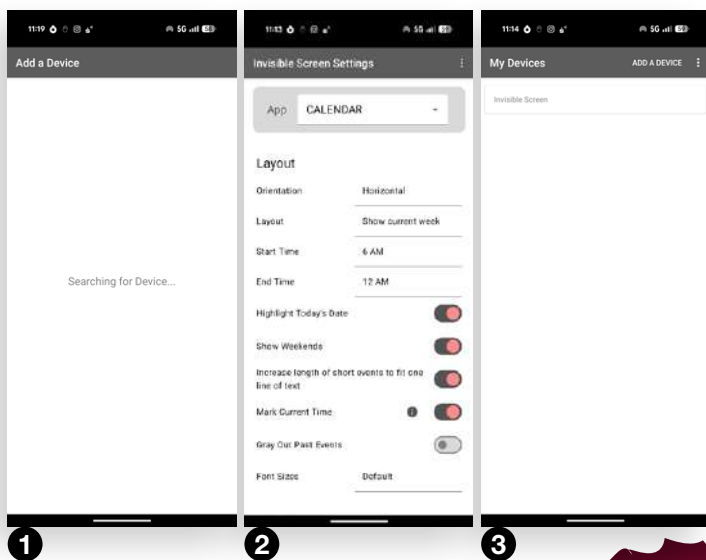 11:19 5G 59
Add a Device
Searching for Device...
1
11:13 5G 59
Invisible Screen Settings
App CALENDAR
Layout
Orientation Horizontal
Layout Show current week
Start Time 6 AM
End Time 12 AM
Highlight Today's Date
Show Weekends
Increase length of short events to fit one
line of text
Mark Current Time
Gray Out Past Events
Font Sizes Default
2
11:14 5G
My Devices ADD A DEVICE
Invisible Screen
3